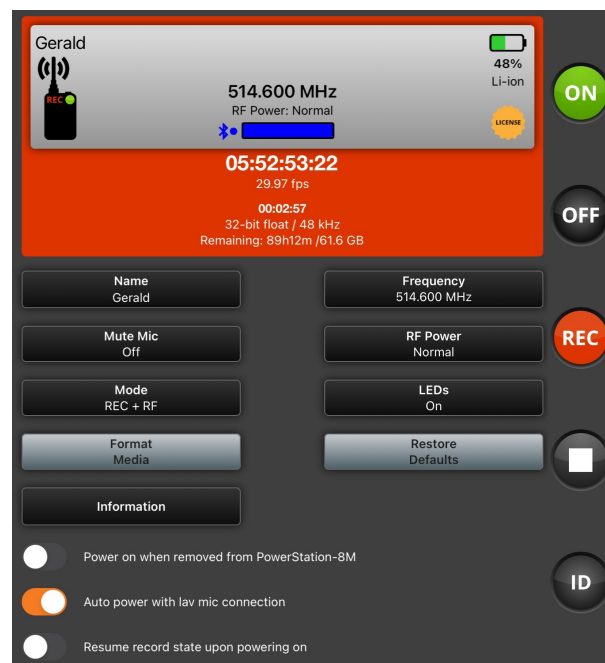 Gerald
48%
Li-ion
REC
514.600 MHz
RF Power: Normal
LICENSE
ON
05:52:53:22
29.97 fps
00:02:57
32-bit float / 48 kHz
Remaining: 89h12m /61.6 GB
OFF
Name
Gerald
Frequency
514.600 MHz
Mute Mic
Off
RF Power
Normal
REC
Mode
REC + RF
LEDs
On
Format
Media
Restore
Defaults
Information
Power on when removed from PowerStation-8M
ID
Auto power with lav mic connection
Resume record state upon powering on